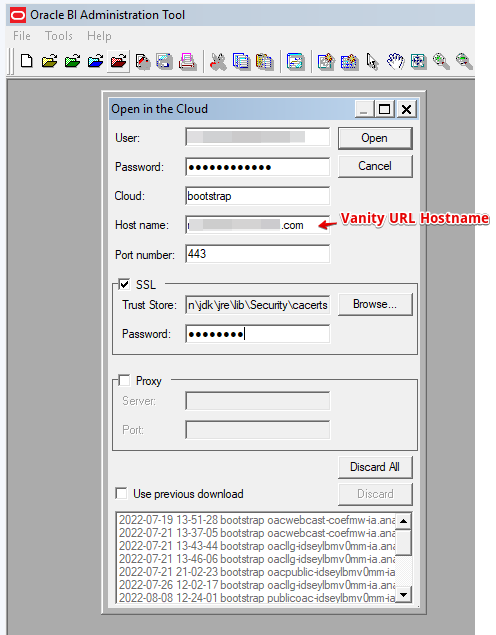 Oracle BI Administration Tool
File Tools Help
Open in the Cloud
User:
Open
Password: ●●●●●●●●●●●●
Cancel
Cloud: bootstrap
Host name: .com
Vanity URL Hostname
Port number: 443
SSL
Trust Store: n\jdk\jre\lib\Security\cacerts
Browse...
Password: ●●●●●●●●
Proxy
Server:
Port:
Discard All
Use previous download
Discard
2022-07-19 13-51-28 bootstrap oacwebcast-coefmw-ia.ana
2022-07-21 13-37-05 bootstrap oacwebcast-coefmw-ia.ana
2022-07-21 13-43-44 bootstrap oacllg-idseylbmv0mm-ia.
2022-07-21 13-46-06 bootstrap oacllg-idseylbmv0mm-ia.
2022-07-21 21-02-23 bootstrap oacpublic-idseylbmv0mm-
2022-07-26 12-02-17 bootstrap oacllg-idseylbmv0mm-ia.
2022-08-08 12-24-01 bootstrap publicoac-idseylbmv0mm